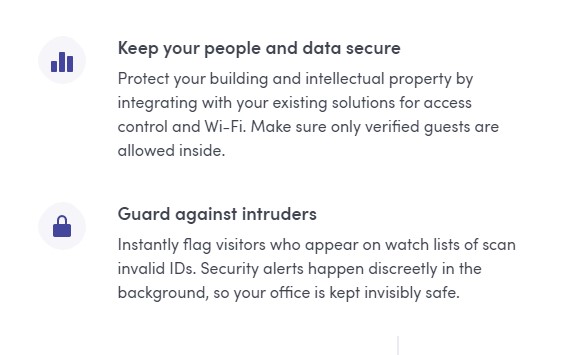 Keep your people and data secure
Protect your building and intellectual property by
integrating with your existing solutions for access
control and Wi-Fi. Make sure only verified guests are
allowed inside.
Guard against intruders
Instantly flag visitors who appear on watch lists of scan
invalid IDs. Security alerts happen discreetly in the
background, so your office is kept invisibly safe.